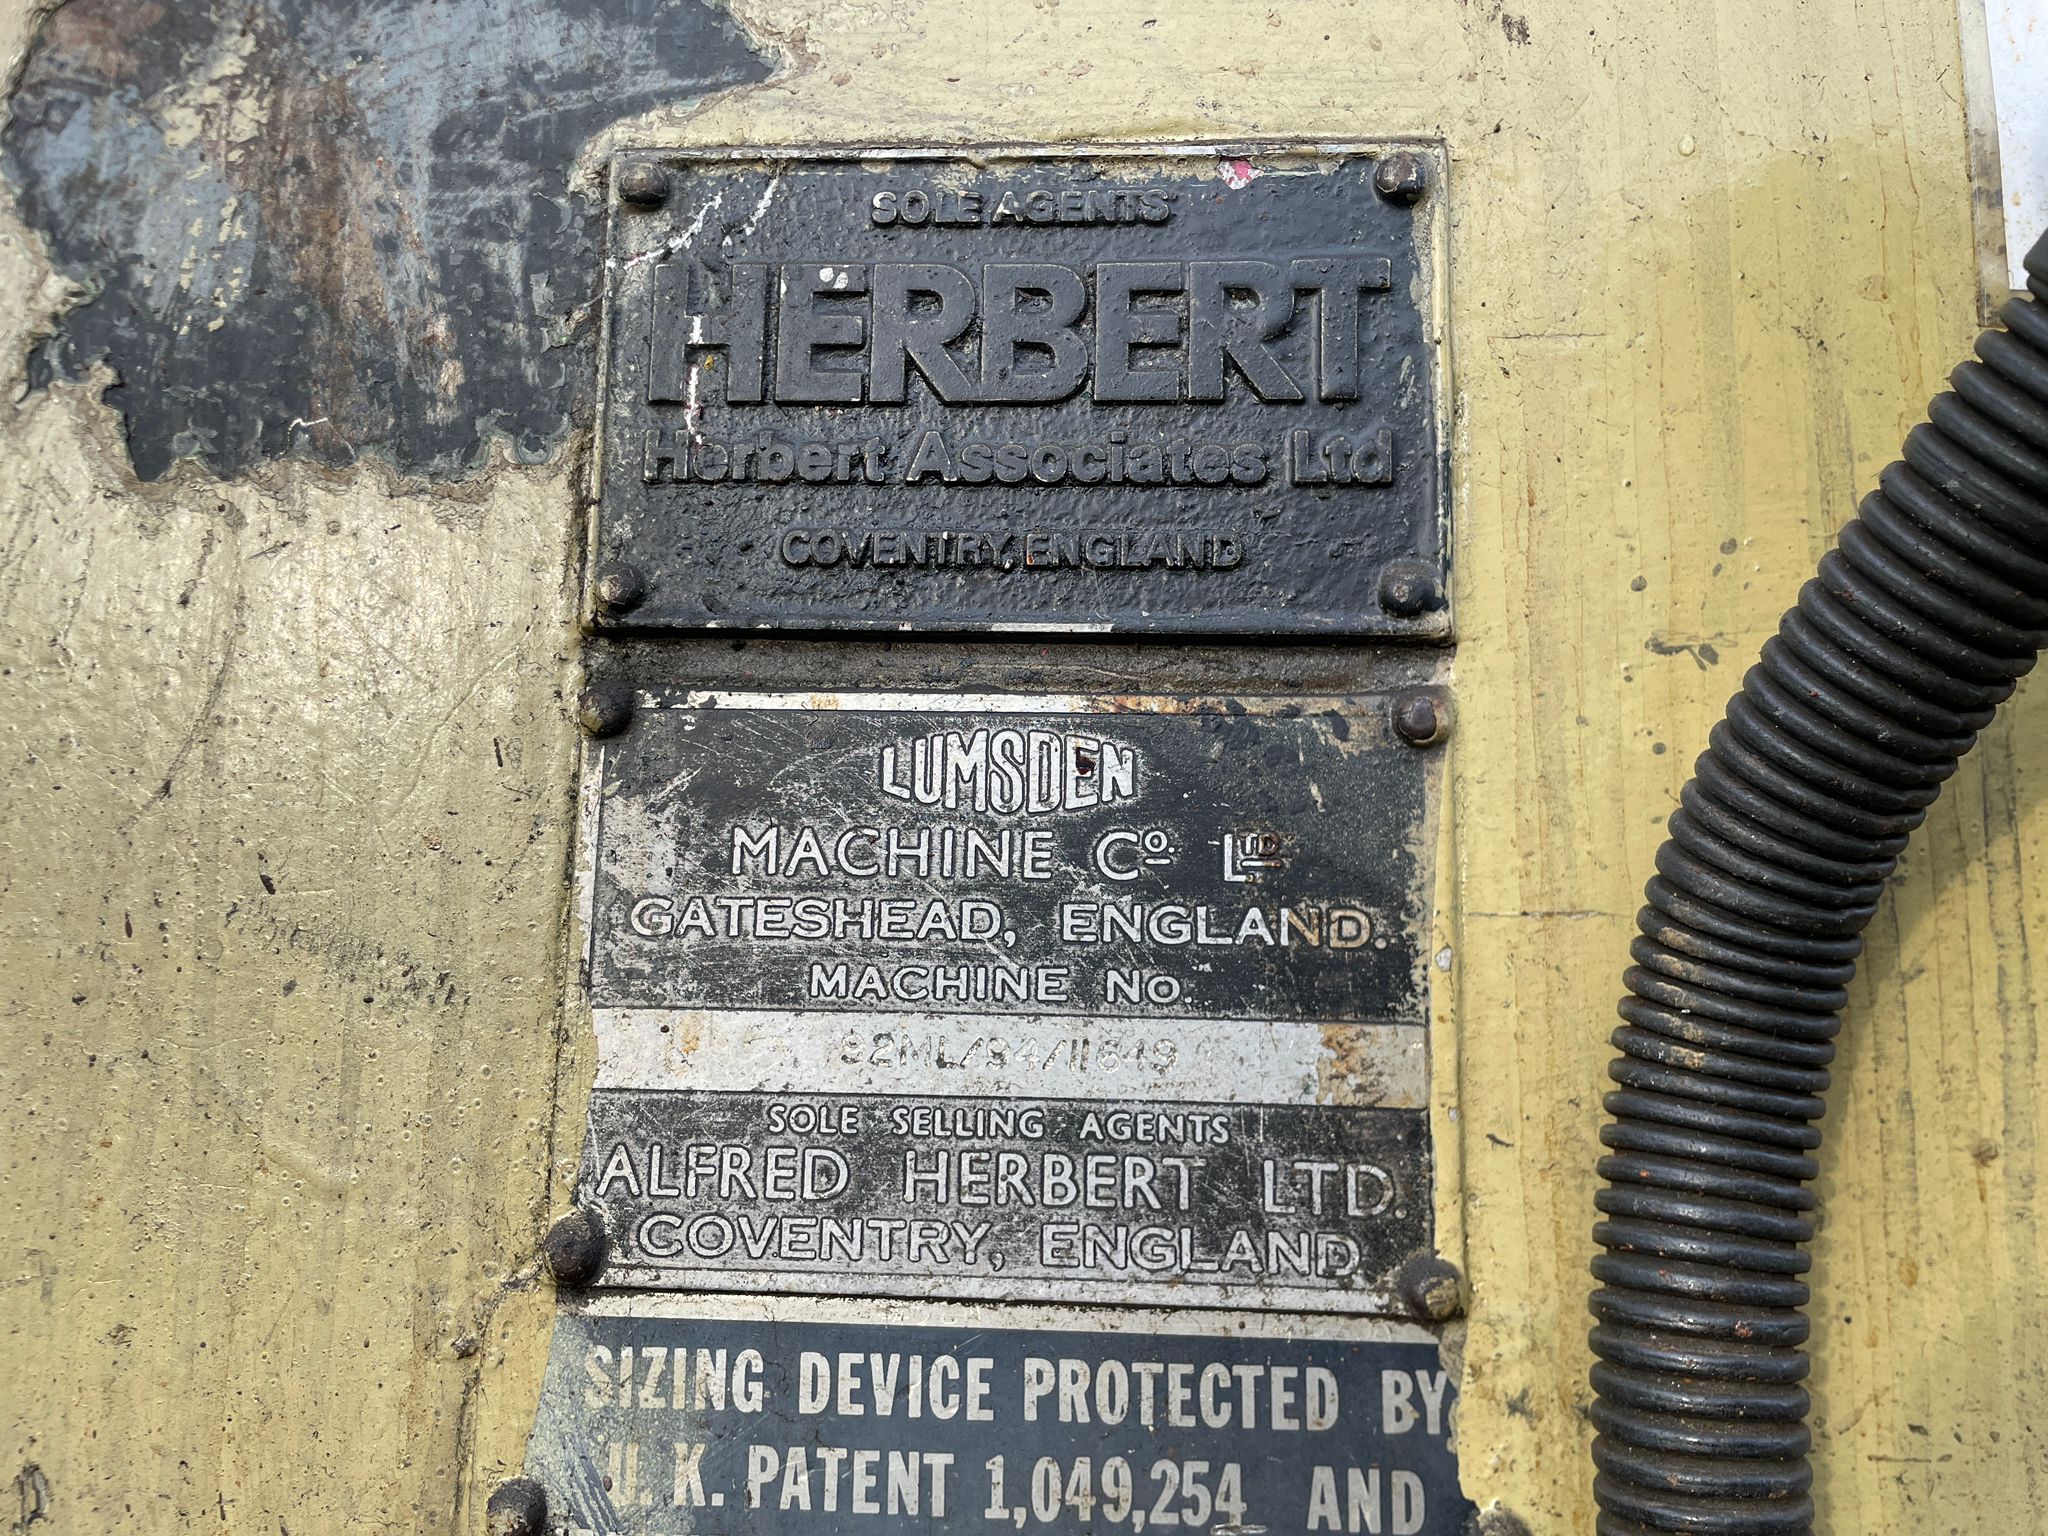 SOLE AGENTS
HERBERT
Herbert Associates Ltd
COVENTRY, ENGLAND
LUMSDEN
MACHINE Co. LTD
GATESHEAD, ENGLAND.
MACHINE No.
92ML/94/11649
SOLE SELLING AGENTS
ALFRED HERBERT LTD.
COVENTRY, ENGLAND
SIZING DEVICE PROTECTED BY
U.K. PATENT 1,049,254 AND